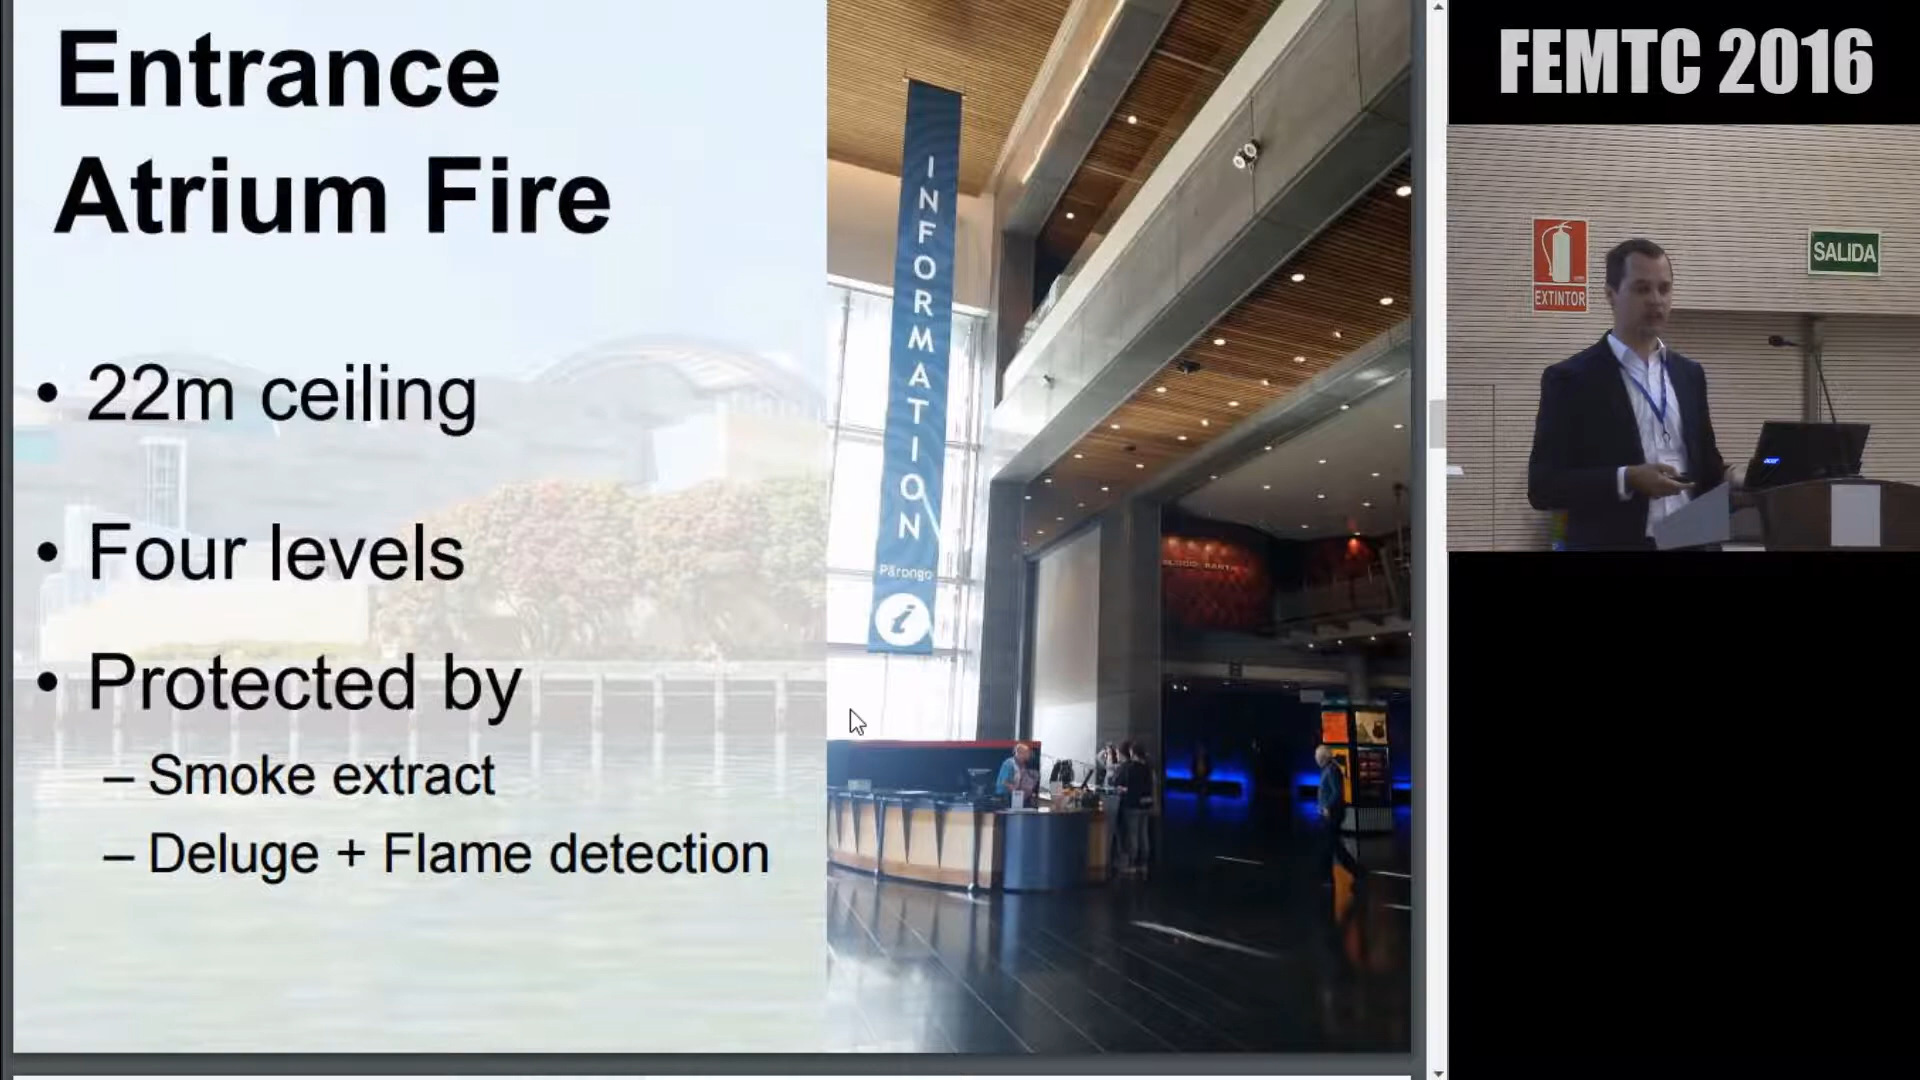 Entrance
Atrium Fire
• 22m ceiling
• Four levels
• Protected by
– Smoke extract
– Deluge + Flame detection
INFORMATION
Pārongo
i
FEMTC 2016
EXTINTOR
SALIDA
acer